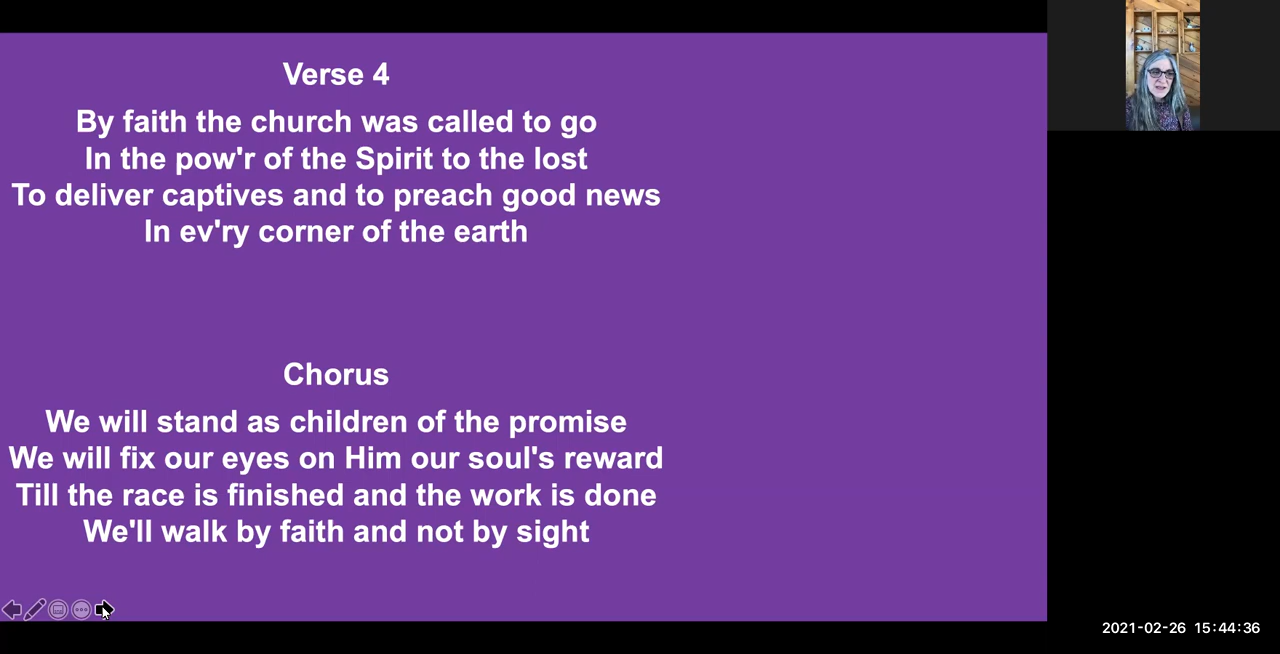 Verse 4
By faith the church was called to go
In the pow'r of the Spirit to the lost
To deliver captives and to preach good news
In ev'ry corner of the earth
Chorus
We will stand as children of the promise
We will fix our eyes on Him our soul's reward
Till the race is finished and the work is done
We'll walk by faith and not by sight
2021-02-26 15:44:36